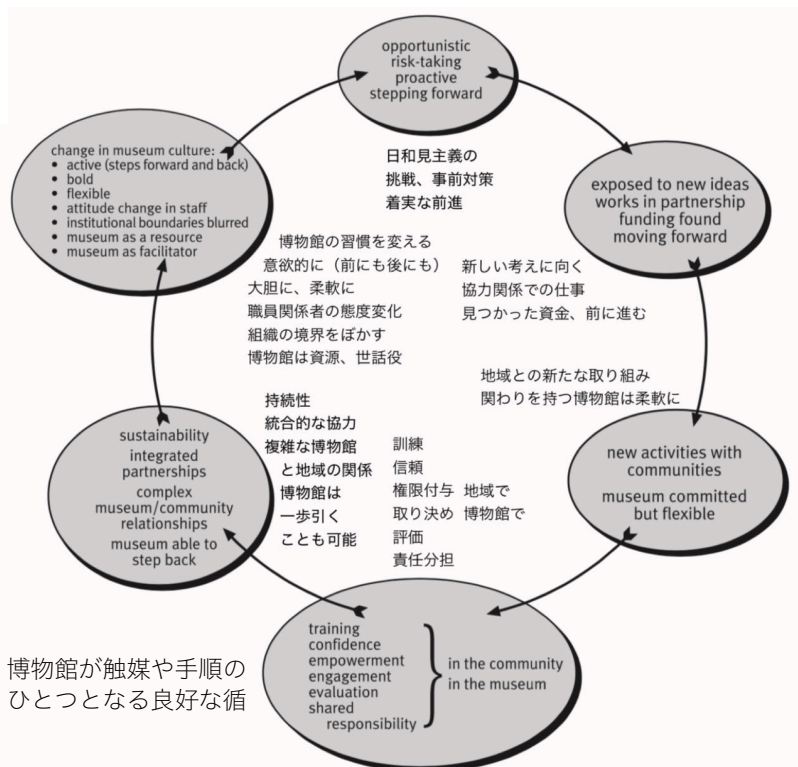 opportunistic
risk-taking
proactive
stepping forward
日和見主義の
挑戦、事前対策
着実な前進
exposed to new ideas
works in partnership
funding found
moving forward
新しい考えに向く
協力関係での仕事
見つかった資金、前に進む
new activities with
communities
museum committed
but flexible
地域との新たな取り組み
関わりを持つ博物館は柔軟に
training
confidence
empowerment
engagement
evaluation
shared
responsibility
in the community
in the museum
訓練
信頼
権限付与 地域で
取り決め 博物館で
評価
責任分担
sustainability
integrated
partnerships
complex
museum/community
relationships
museum able to
step back
持続性
統合的な協力
複雑な博物館
と地域の関係
博物館は
一歩引く
ことも可能
change in museum culture:
• active (steps forward and back)
• bold
• flexible
• attitude change in staff
• institutional boundaries blurred
• museum as a resource
• museum as facilitator
博物館の習慣を変える
意欲的に（前にも後にも）
大胆に、柔軟に
職員関係者の態度変化
組織の境界をぼかす
博物館は資源、世話役
博物館が触媒や手順の
ひとつとなる良好な循